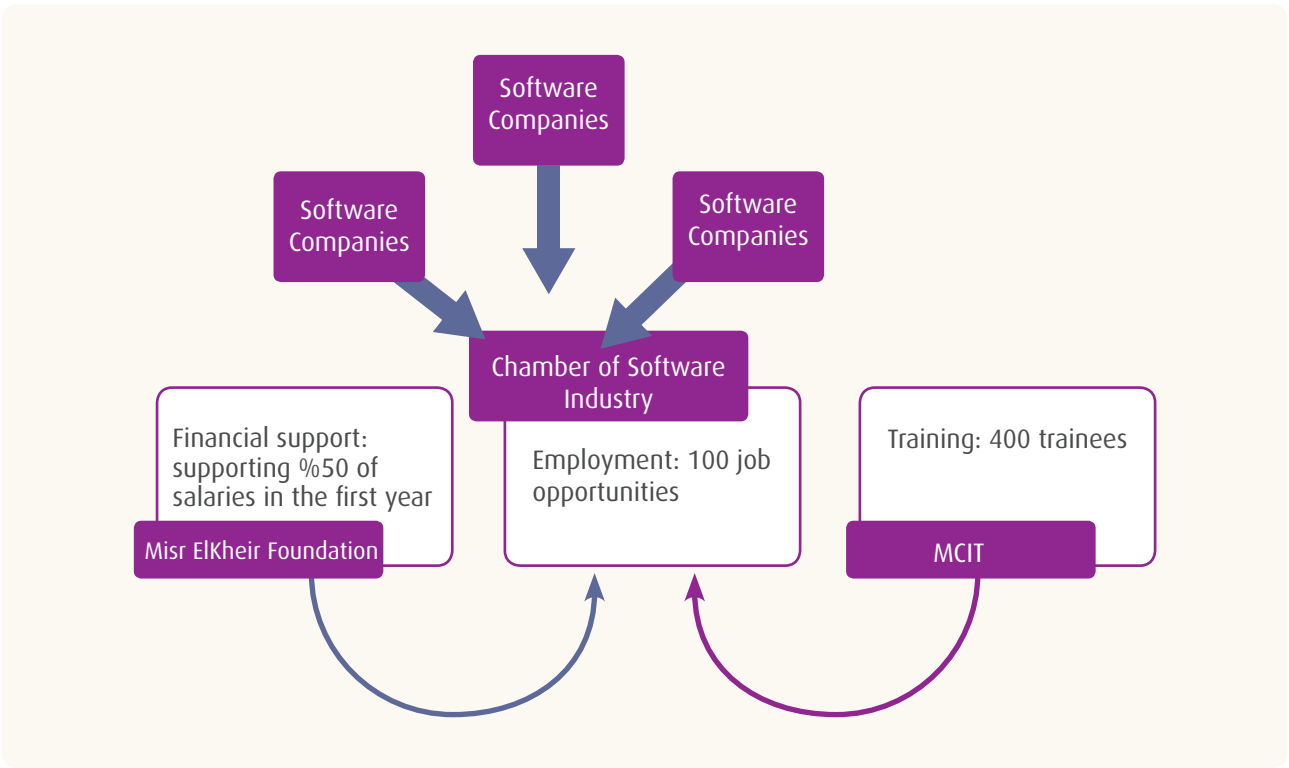 Software
Companies
Software
Companies
Software
Companies
Chamber of Software
Industry
Financial support:
supporting %50 of
salaries in the first year
Misr ElKheir Foundation
Employment: 100 job
opportunities
Training: 400 trainees
MCIT